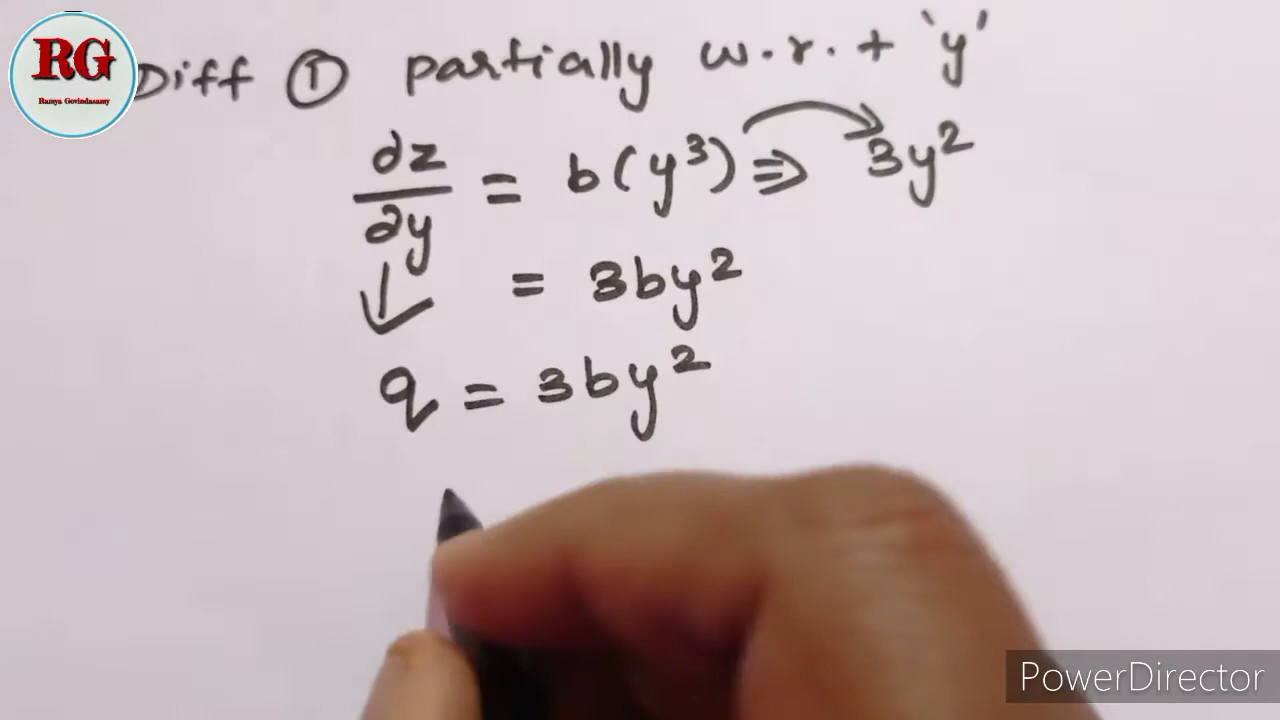 RG
Ramya Govindasamy
Diff ① partially w.r.t 'y'
∂z/∂y = b(y³) ⇒ 3y²
= 3by²
q = 3by²
PowerDirector